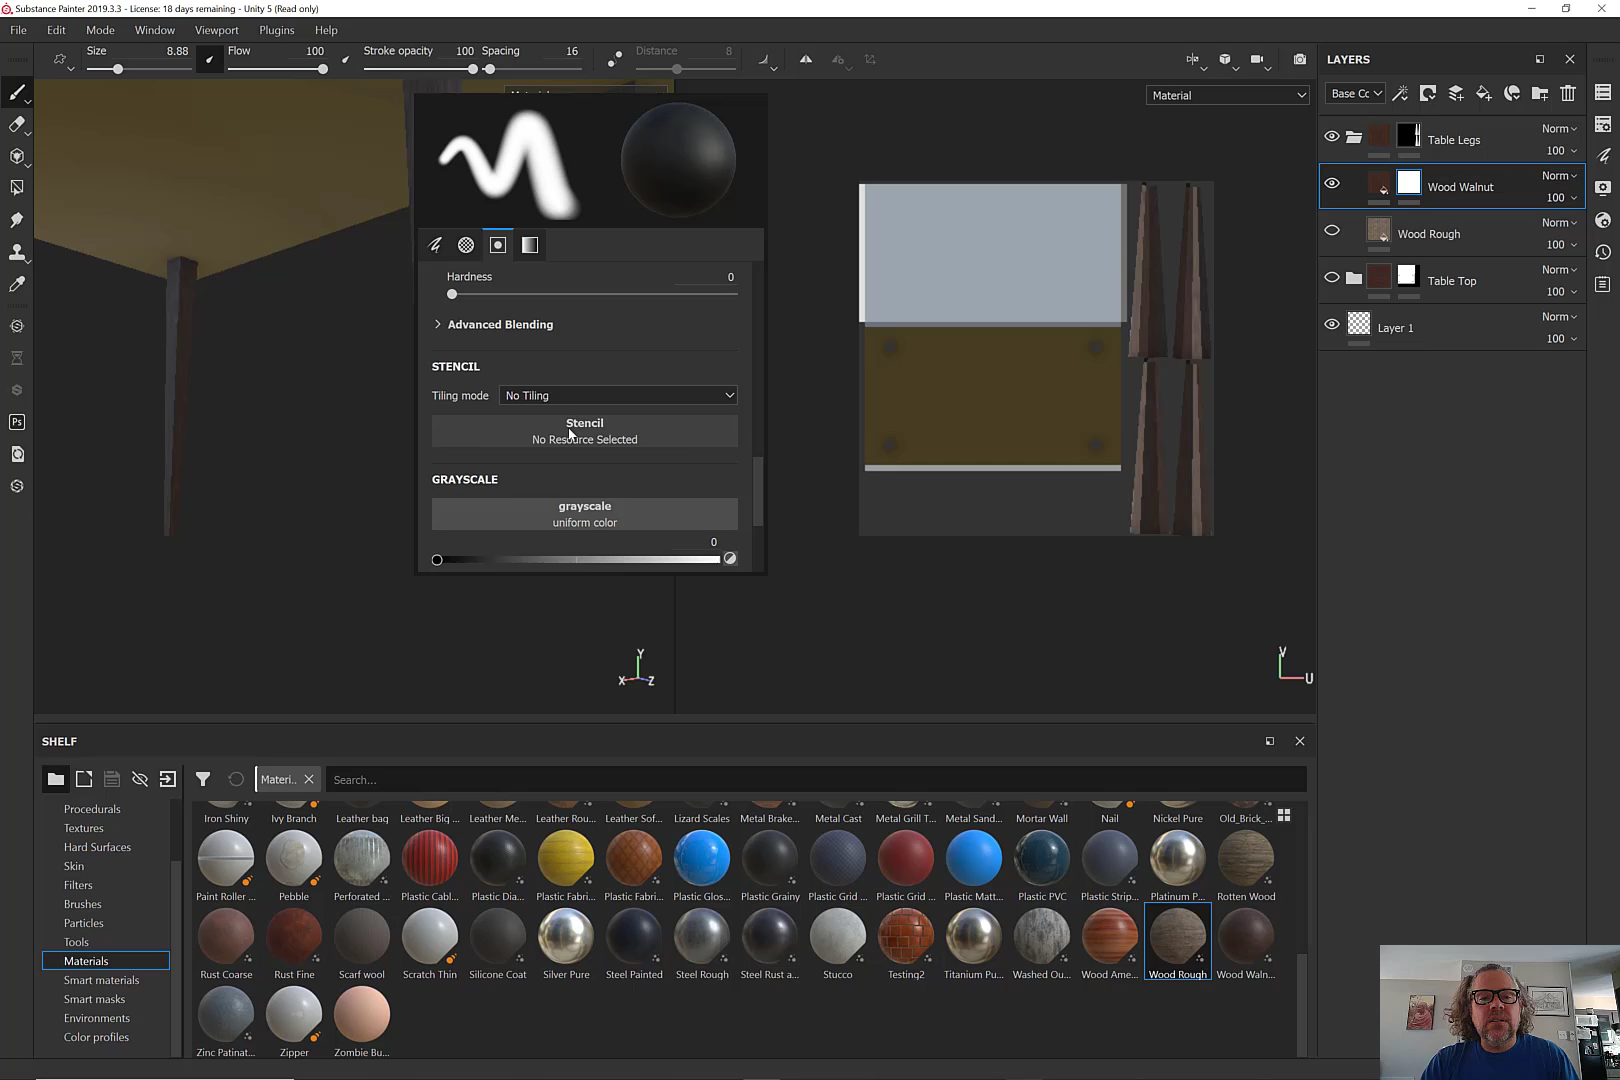 Substance Painter 2019.3.3 - License: 18 days remaining - Unity 5 (Read only)
File Edit Mode Window Viewport Plugins Help
Size 8.88 Flow 100 Stroke opacity 100 Spacing 16 Distance 8
Material
Hardness 0
Advanced Blending
STENCIL
Tiling mode No Tiling
Stencil
No Resource Selected
GRAYSCALE
grayscale
uniform color
0
Y
X Z
V
U
LAYERS
Base Cc
Table Legs Norm
100
Wood Walnut Norm
100
Wood Rough Norm
100
Table Top Norm
100
Layer 1 Norm
100
Ps
SHELF
Materi.. Search...
Procedurals
Textures
Hard Surfaces
Skin
Filters
Brushes
Particles
Tools
Materials
Smart materials
Smart masks
Environments
Color profiles
Iron Shiny Ivy Branch Leather bag Leather Big ... Leather Me... Leather Rou... Leather Sof... Lizard Scales Metal Brake... Metal Cast Metal Grill T... Metal Sand... Mortar Wall Nail Nickel Pure Old_Brick_...
Paint Roller ... Pebble Perforated ... Plastic Cabl... Plastic Dia... Plastic Fabri... Plastic Fabri... Plastic Glos... Plastic Grainy Plastic Grid ... Plastic Grid ... Plastic Matt... Plastic PVC Plastic Strip... Platinum P... Rotten Wood
Rust Coarse Rust Fine Scarf wool Scratch Thin Silicone Coat Silver Pure Steel Painted Steel Rough Steel Rust a... Stucco Testing2 Titanium Pu... Washed Ou... Wood Ame... Wood Rough Wood Waln...
Zinc Patinat... Zipper Zombie Bu...